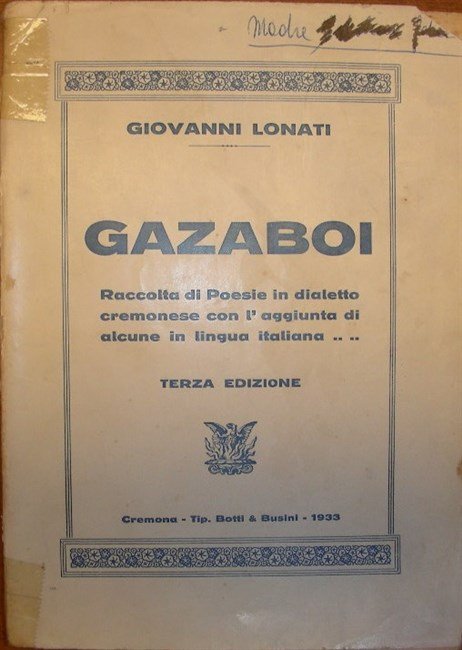 Madre
GIOVANNI LONATI
GAZABOI
Raccolta di Poesie in dialetto
cremonese con l' aggiunta di
alcune in lingua italiana .. ..
TERZA EDIZIONE
Cremona - Tip. Botti & Busini - 1933